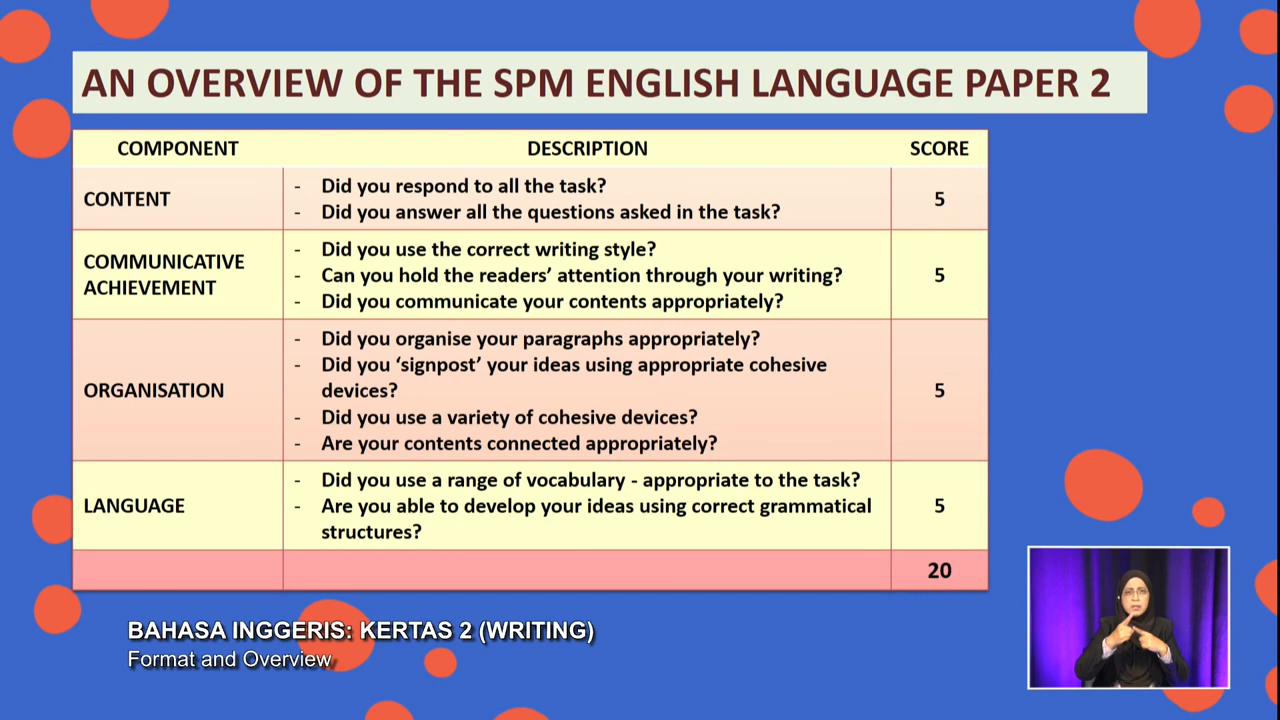 AN OVERVIEW OF THE SPM ENGLISH LANGUAGE PAPER 2
COMPONENT DESCRIPTION SCORE
CONTENT
- Did you respond to all the task?
- Did you answer all the questions asked in the task?
5
COMMUNICATIVE
ACHIEVEMENT
- Did you use the correct writing style?
- Can you hold the readers’ attention through your writing?
- Did you communicate your contents appropriately?
5
ORGANISATION
- Did you organise your paragraphs appropriately?
- Did you ‘signpost’ your ideas using appropriate cohesive
devices?
- Did you use a variety of cohesive devices?
- Are your contents connected appropriately?
5
LANGUAGE
- Did you use a range of vocabulary - appropriate to the task?
- Are you able to develop your ideas using correct grammatical
structures?
5
20
BAHASA INGGERIS: KERTAS 2 (WRITING)
Format and Overview